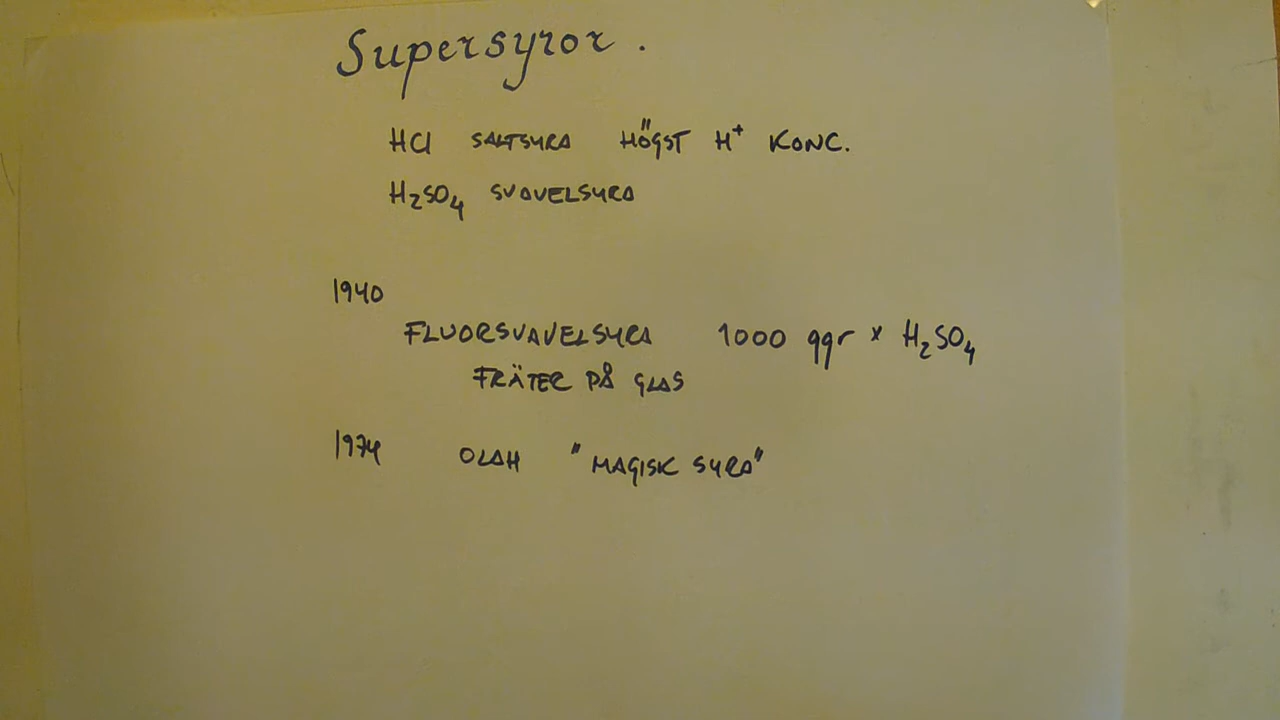 Supersyror.
HCl SALTSYRA HÖGST H⁺ KONC.
H₂SO₄ SVAVELSYRA
1940
FLUORSVAVELSYRA 1000 ggr × H₂SO₄
FRÄTER PÅ GLAS
1974 OLAH "MAGISK SYRA"